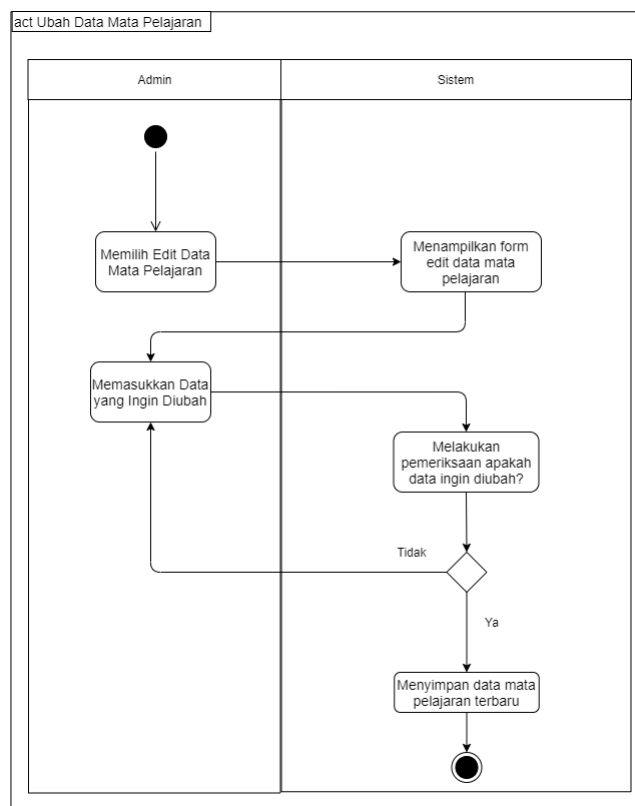 act Ubah Data Mata Pelajaran
Admin
Sistem
Memilih Edit Data
Mata Pelajaran
Menampilkan form
edit data mata
pelajaran
Memasukkan Data
yang Ingin Diubah
Melakukan
pemeriksaan apakah
data ingin diubah?
Tidak
Ya
Menyimpan data mata
pelajaran terbaru